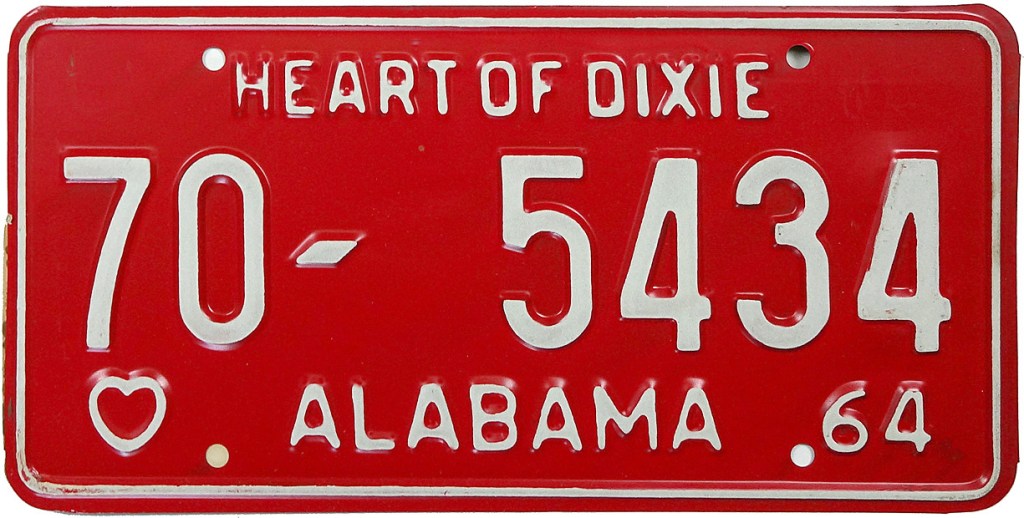 HEART OF DIXIE
70-5434
ALABAMA 64